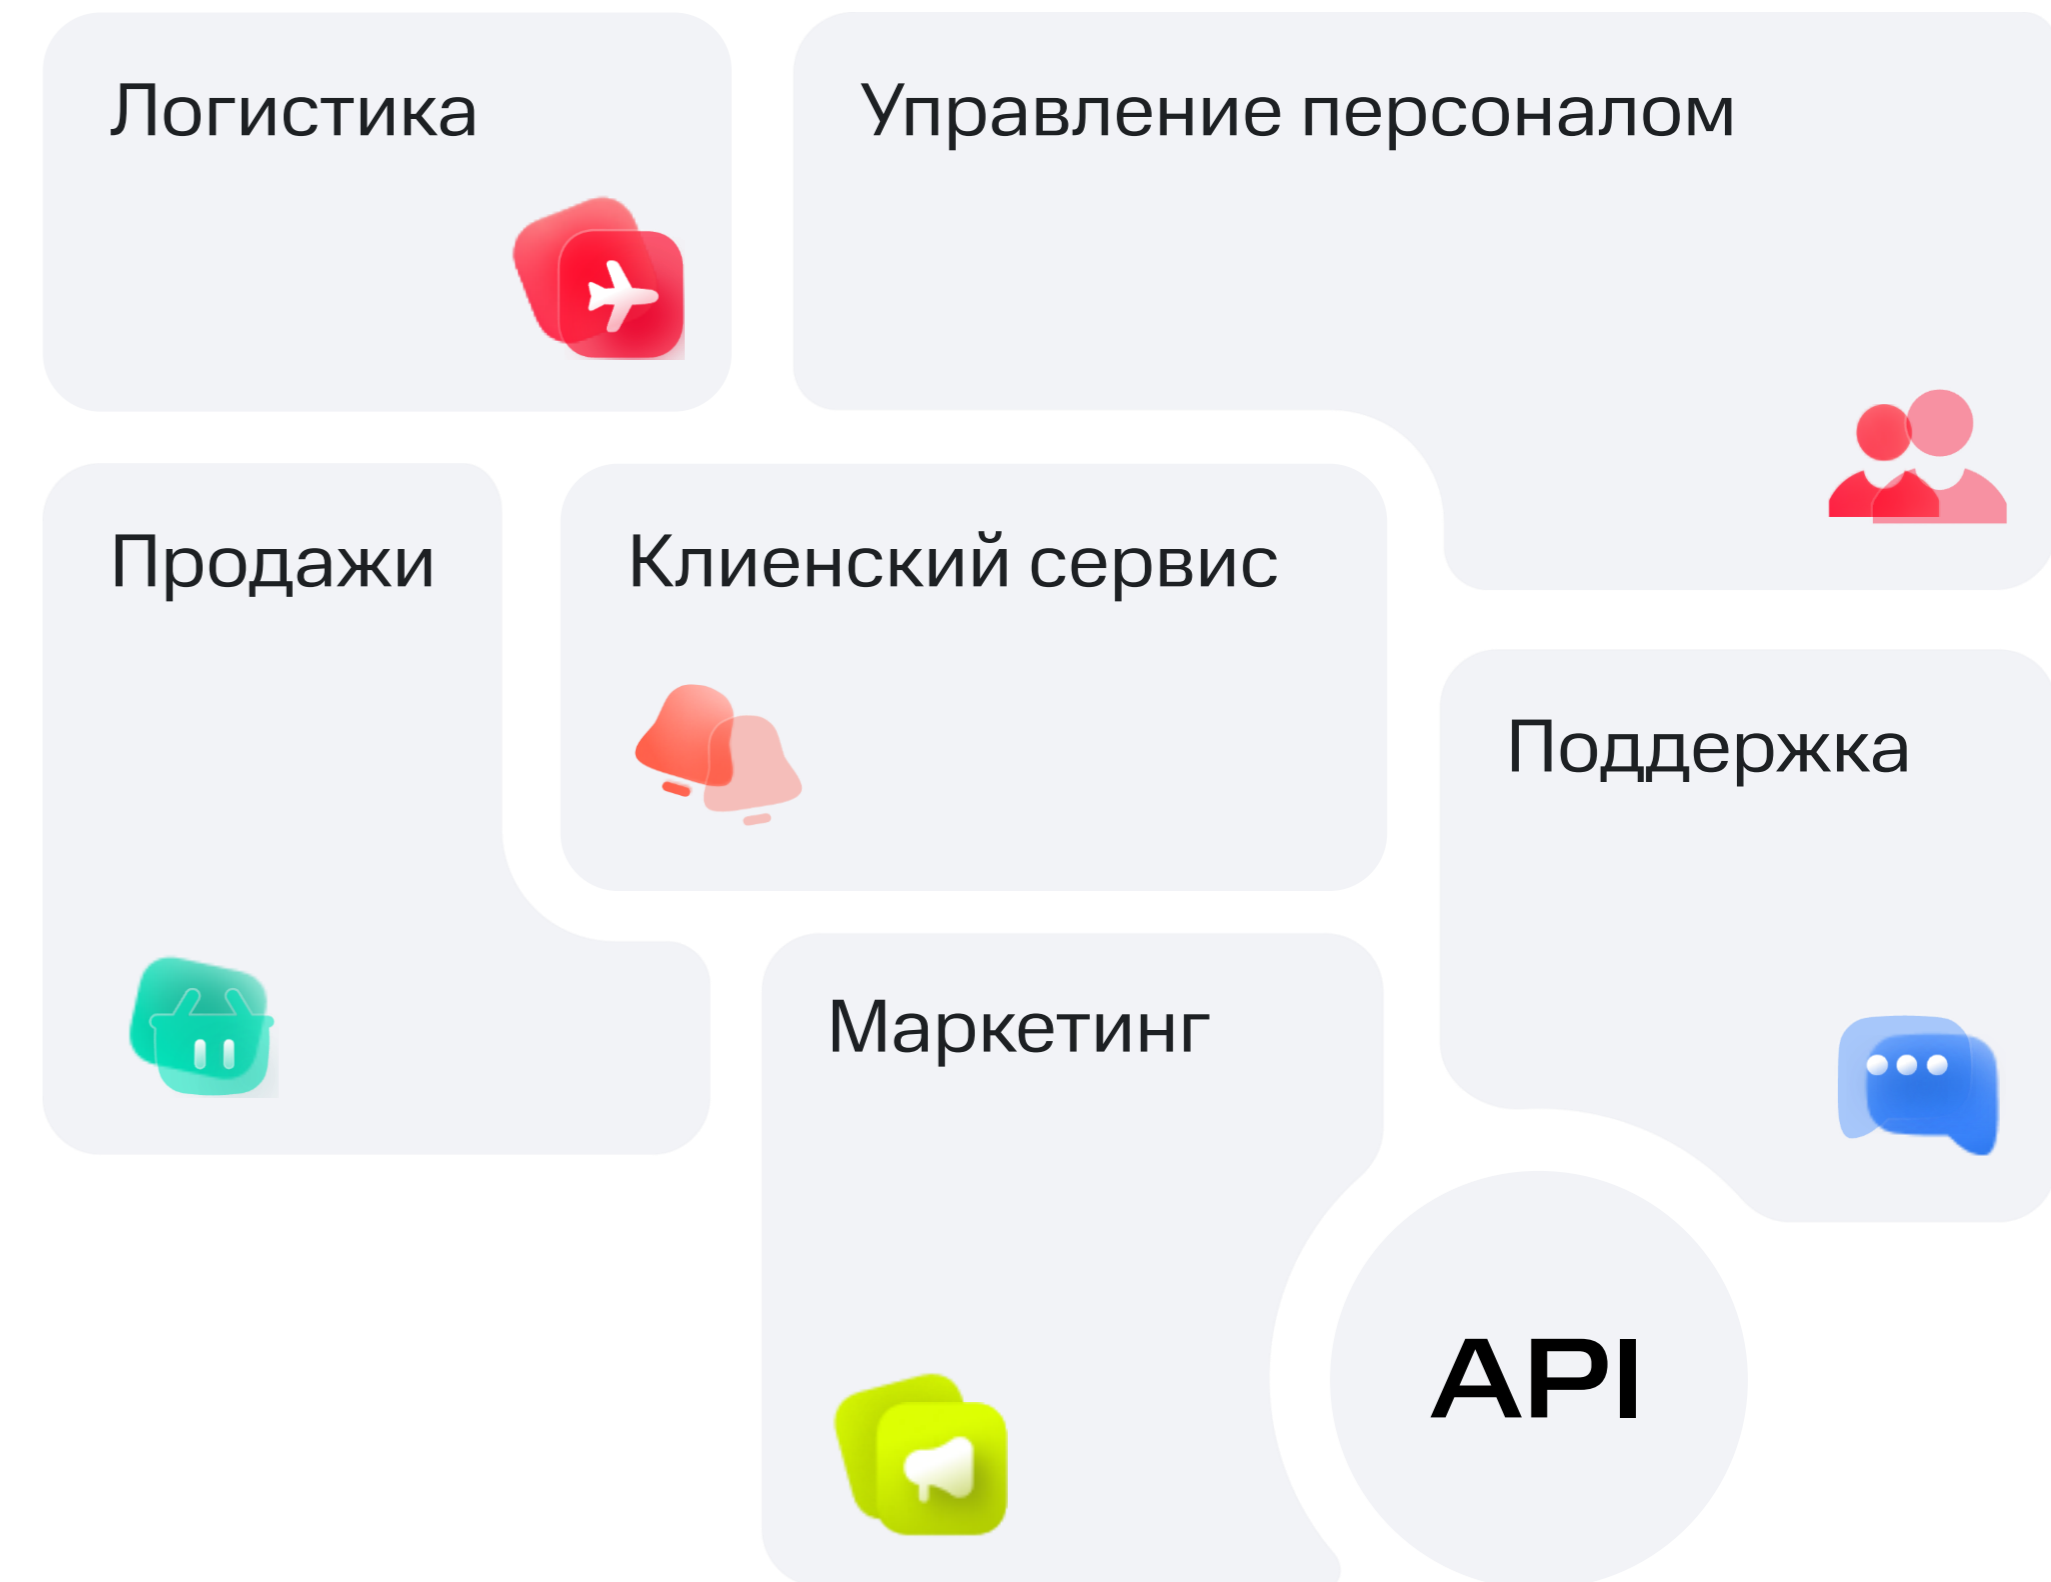 Логистика
Управление персоналом
Продажи
Клиенский сервис
Поддержка
Маркетинг
API